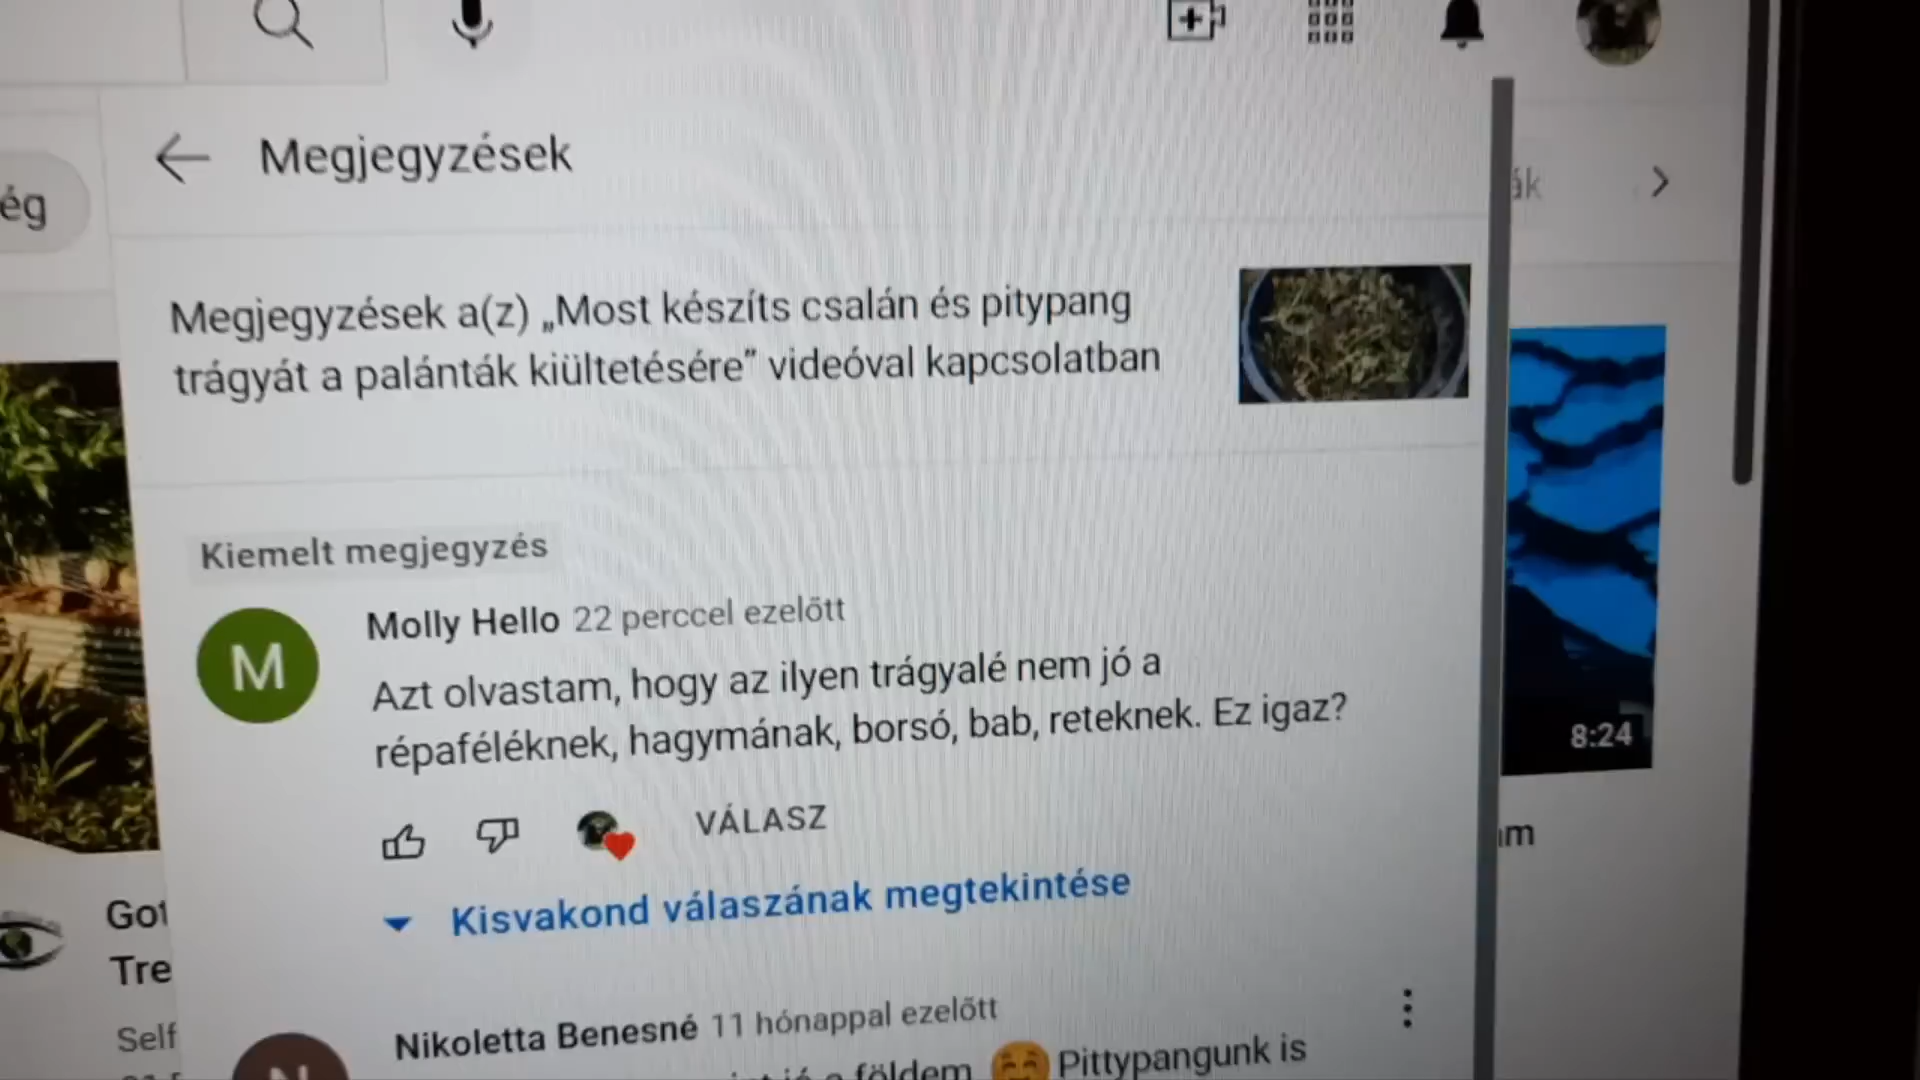 ég
Megjegyzések
ák
Megjegyzések a(z) „Most készíts csalán és pitypang
trágyát a palánták kiültetésére” videóval kapcsolatban
Kiemelt megjegyzés
M
Molly Hello 22 perccel ezelőtt
Azt olvastam, hogy az ilyen trágyalé nem jó a
répaféléknek, hagymának, borsó, bab, reteknek. Ez igaz?
8:24
VÁLASZ
Kisvakond válaszának megtekintése
Tre
Self
Nikoletta Benesné 11 hónappal ezelőtt
földem Pittypangunk is